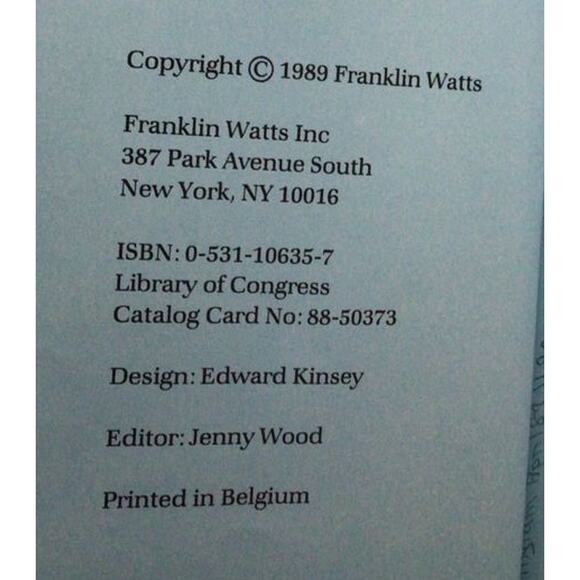 Copyright © 1989 Franklin Watts
Franklin Watts Inc
387 Park Avenue South
New York, NY 10016
ISBN: 0-531-10635-7
Library of Congress
Catalog Card No: 88-50373
Design: Edward Kinsey
Editor: Jenny Wood
Printed in Belgium